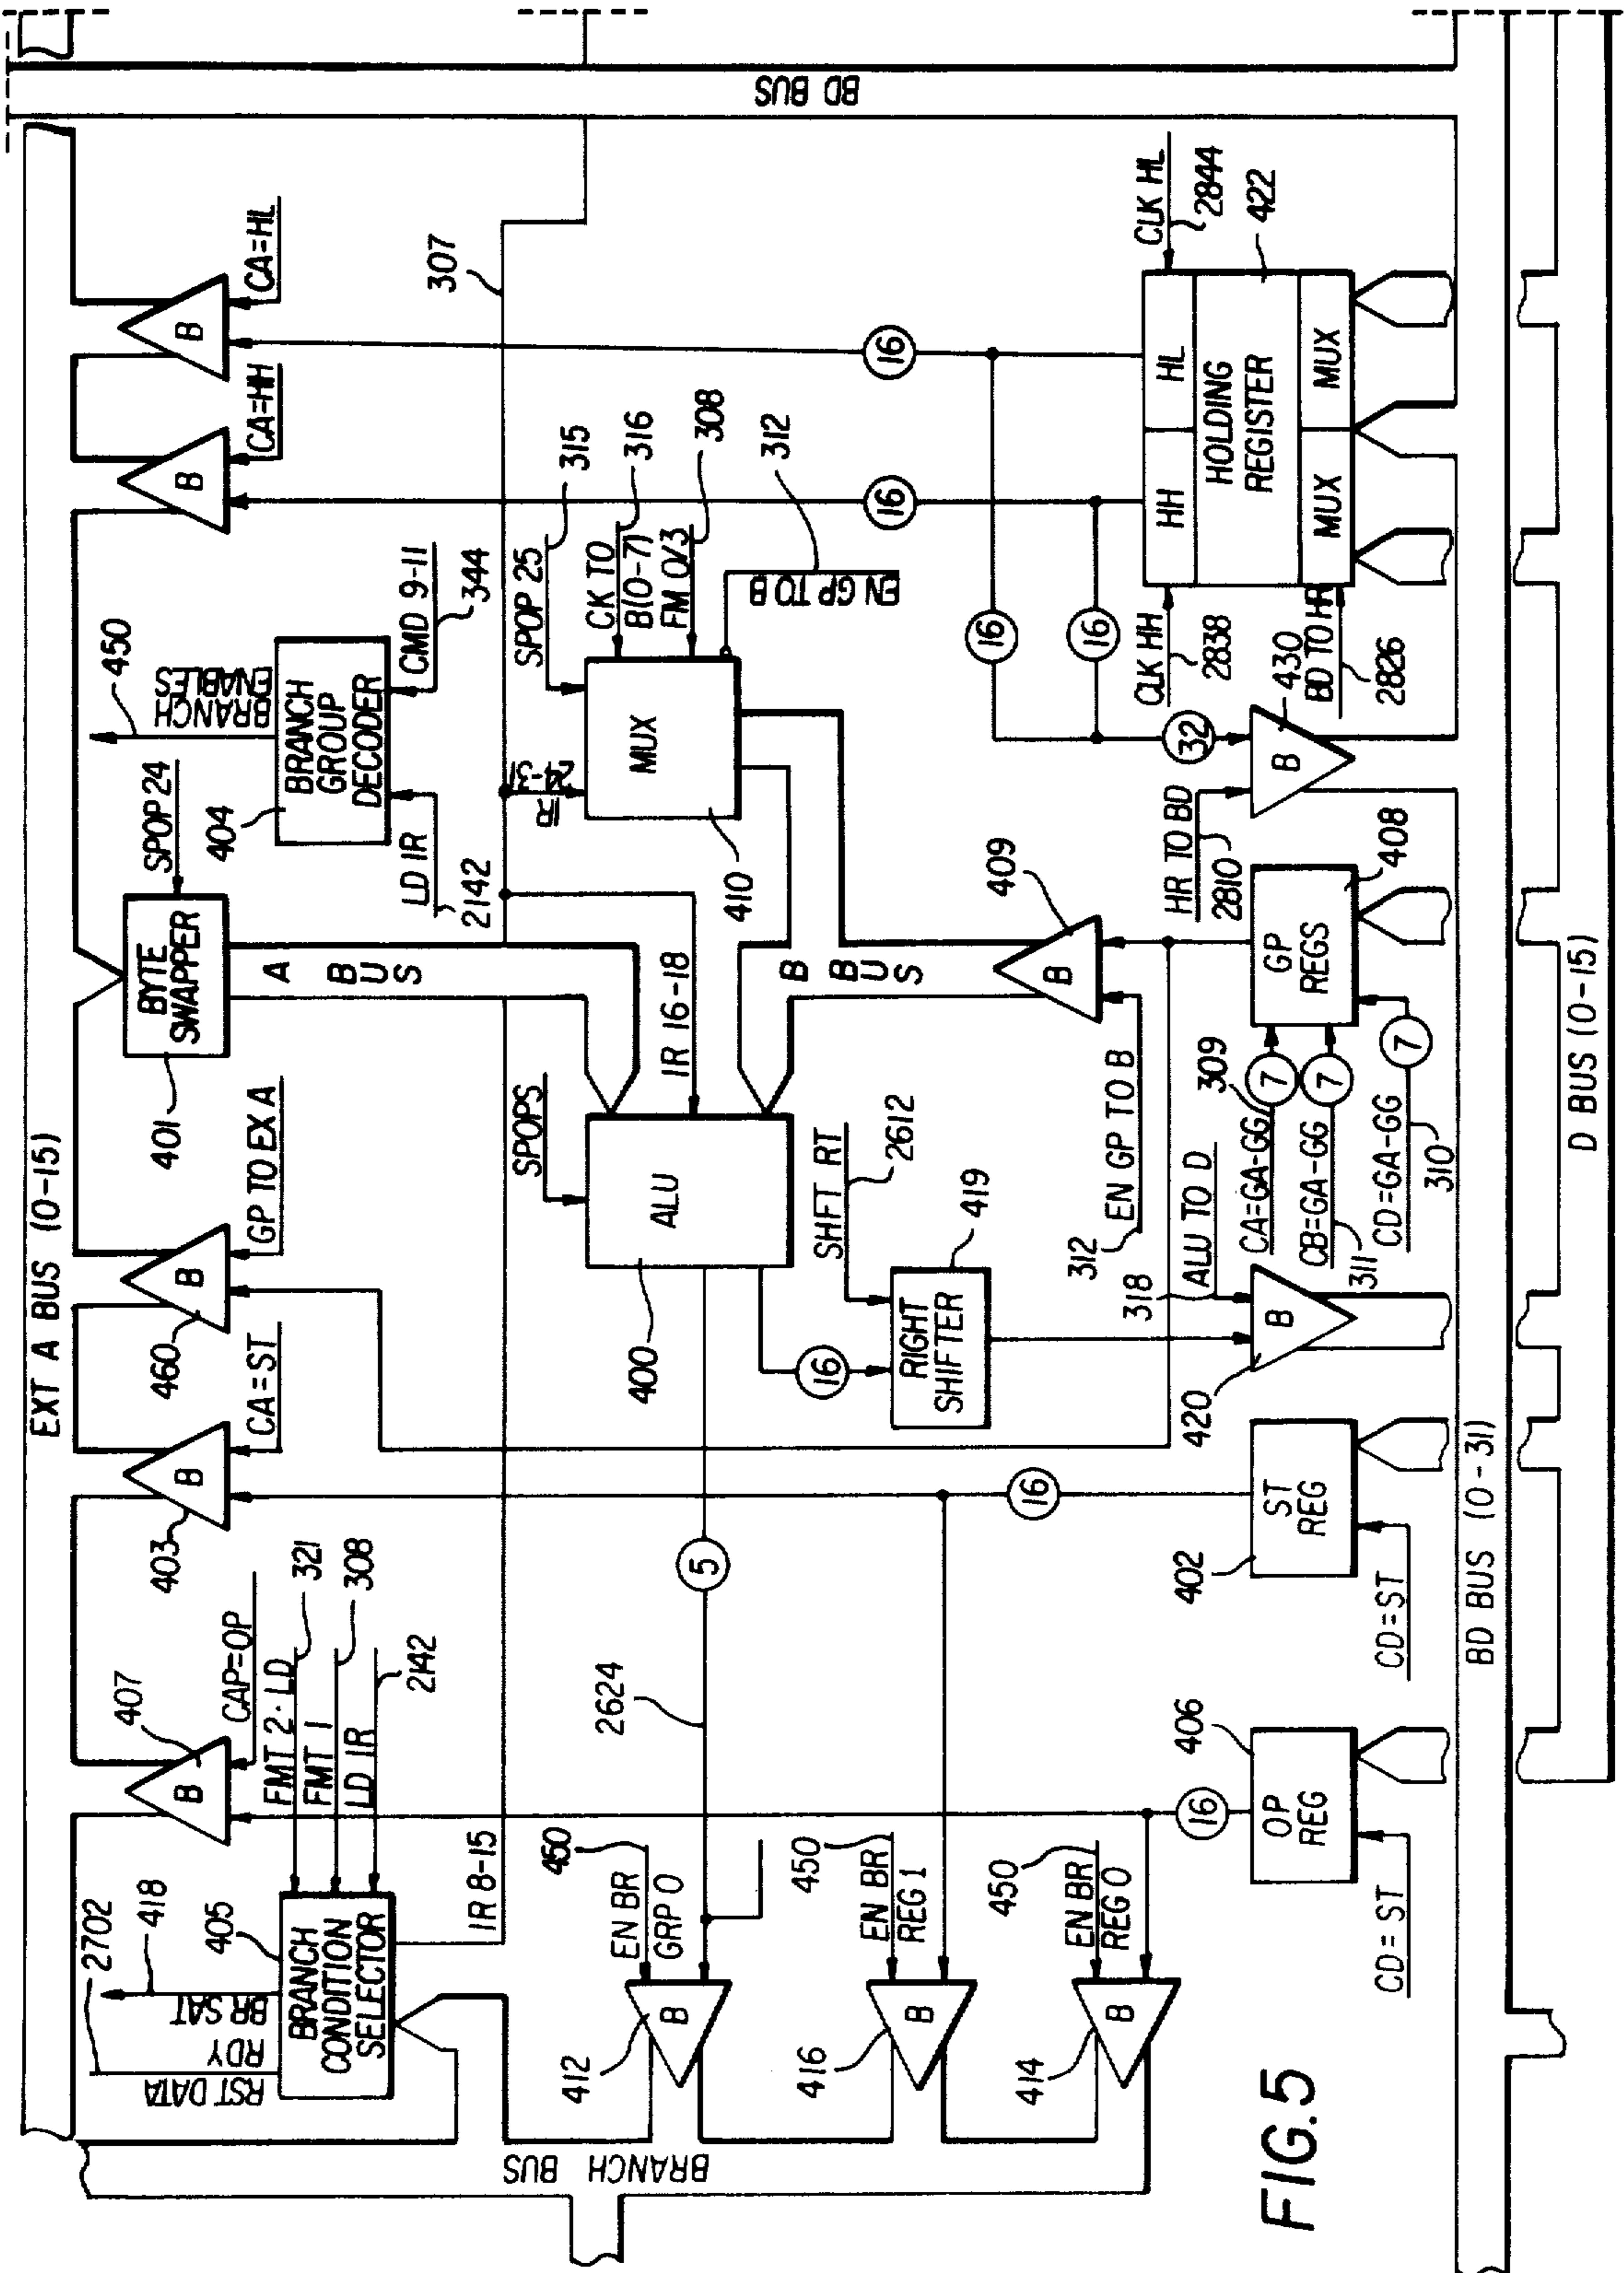 EXT A BUS (0-15)
407
B
CAP=OP
403
B
CA=ST
460
B
GP TO EX A
401
BYTE
SWAPPER
SPOP 24
BRANCH
ENABLES
450
404
BRANCH
GROUP
DECODER
LD IR
2142
CMD 9-11
344
B
CA=HH
B
CA=HL
BD BUS
2702
RST DATA
RDY
BR SAT
418
405
BRANCH
CONDITION
SELECTOR
FMT 2·LD
321
FMT 1
308
LD IR
2142
IR 8-15
307
A BUS
SPOPS
ALU
400
IR 16-18
IR
24-31
SPOP 25
315
CK TO
B(0-7)
316
FM 0/3
308
MUX
410
EN GP TO B
312
B BUS
BRANCH BUS
412
B
EN BR
GRP 0
450
2624
5
16
RIGHT
SHIFTER
419
SHFT RT
2612
409
B
312
EN GP TO B
416
B
EN BR
REG 1
450
414
B
EN BR
REG 0
450
16
16
16
16
16
16
32
CLK HH
2838
HH
HL
HOLDING
REGISTER
MUX
MUX
CLK HL
2844
422
BD TO HR
2826
430
B
HR TO BD
2810
OP
REG
406
CD=ST
ST
REG
402
CD=ST
420
B
318
ALU TO D
GP
REGS
408
CA=GA-GG
309
7
CB=GA-GG
311
7
CD=GA-GG
310
7
BD BUS (0-31)
D BUS (0-15)
FIG.5